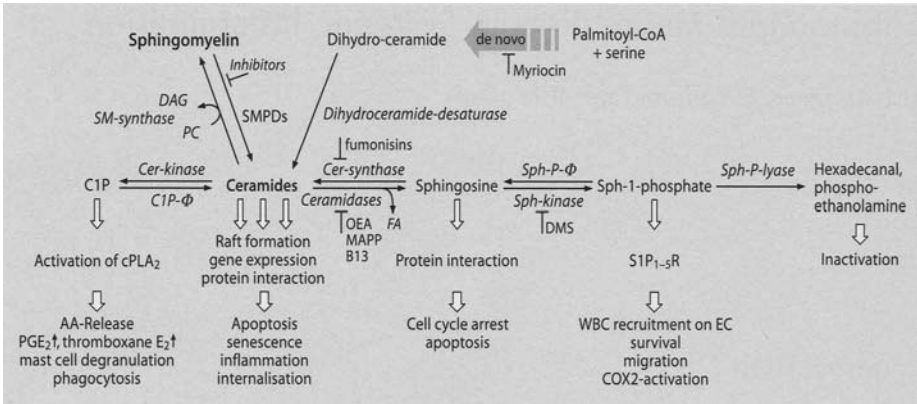 Sphingomyelin
Dihydro-ceramide
de novo
Palmitoyl-CoA
+ serine
Inhibitors
Myriocin
DAG
SM-synthase
PC
SMPDs
Dihydroceramide-desaturase
fumonisins
Cer-kinase
Cer-synthase
Sph-P-Φ
Sph-P-lyase
Hexadecanal,
phospho-
ethanolamine
C1P
Ceramides
Sphingosine
Sph-1-phosphate
C1P-Φ
Ceramidases
FA
Sph-kinase
OEA
MAPP
B13
DMS
Raft formation
gene expression
protein interaction
Activation of cPLA₂
Protein interaction
S1P₁₋₅R
Inactivation
AA-Release
PGE₂↑, thromboxane E₂↑
mast cell degranulation
phagocytosis
Apoptosis
senescence
inflammation
internalisation
Cell cycle arrest
apoptosis
WBC recruitment on EC
survival
migration
COX2-activation